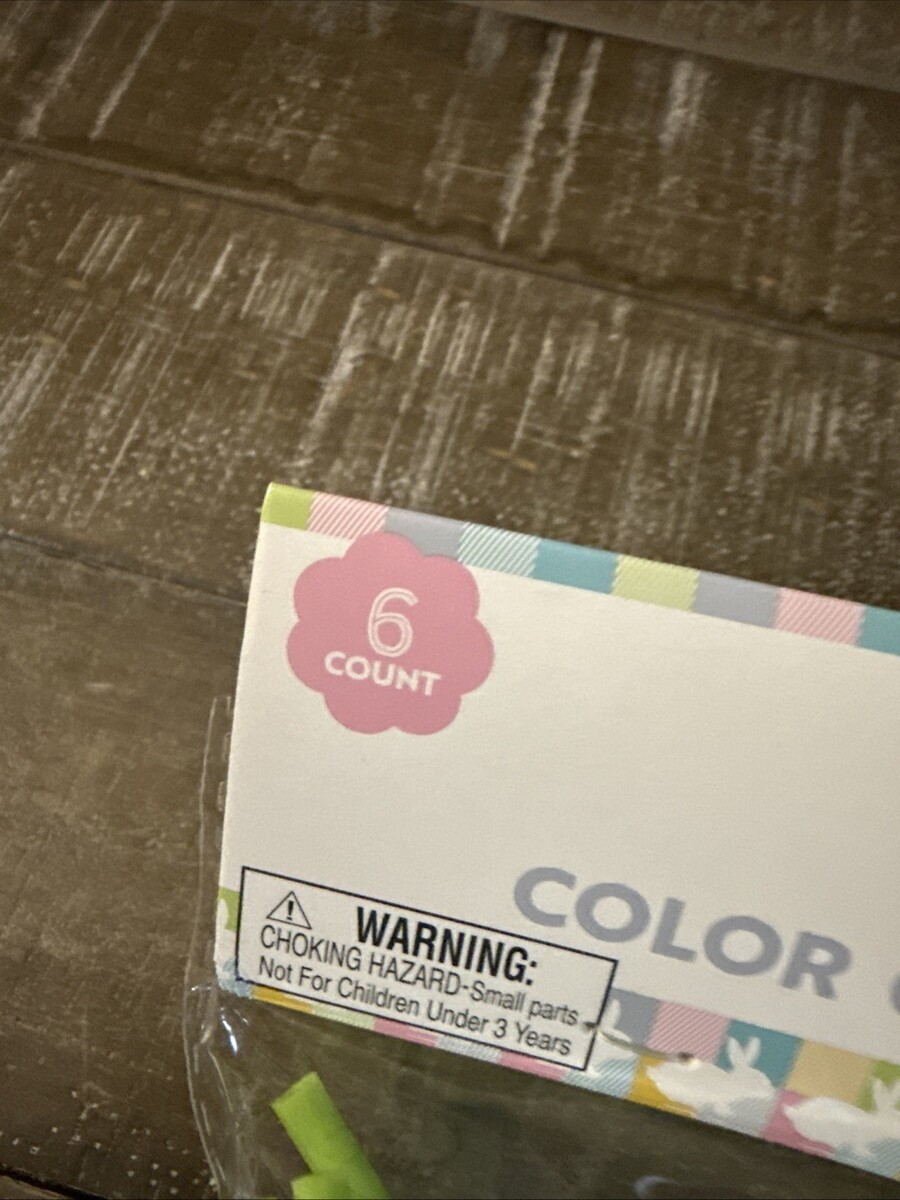 6
COUNT
COLOR
WARNING:
CHOKING HAZARD-Small parts
Not For Children Under 3 Years